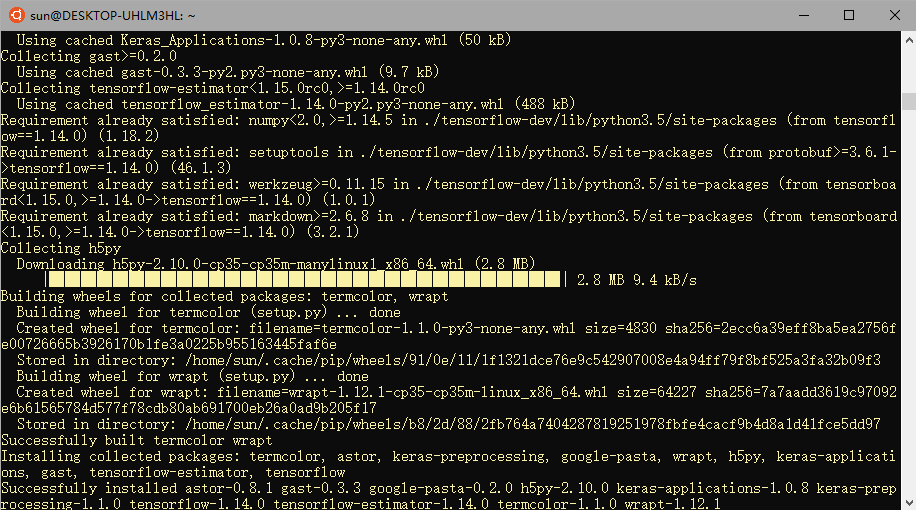 sun@DESKTOP-UHLM3HL: ~
Using cached Keras_Applications-1.0.8-py3-none-any.whl (50 kB)
Collecting gast>=0.2.0
Using cached gast-0.3.3-py2.py3-none-any.whl (9.7 kB)
Collecting tensorflow-estimator<1.15.0rc0,>=1.14.0rc0
Using cached tensorflow_estimator-1.14.0-py2.py3-none-any.whl (488 kB)
Requirement already satisfied: numpy<2.0,>=1.14.5 in ./tensorflow-dev/lib/python3.5/site-packages (from tensorfl
ow==1.14.0) (1.18.2)
Requirement already satisfied: setuptools in ./tensorflow-dev/lib/python3.5/site-packages (from protobuf>=3.6.1-
>tensorflow==1.14.0) (46.1.3)
Requirement already satisfied: werkzeug>=0.11.15 in ./tensorflow-dev/lib/python3.5/site-packages (from tensorboa
rd<1.15.0,>=1.14.0->tensorflow==1.14.0) (1.0.1)
Requirement already satisfied: markdown>=2.6.8 in ./tensorflow-dev/lib/python3.5/site-packages (from tensorboard
<1.15.0,>=1.14.0->tensorflow==1.14.0) (3.2.1)
Collecting h5py
Downloading h5py-2.10.0-cp35-cp35m-manylinux1_x86_64.whl (2.8 MB)
|████████████████████████████████| 2.8 MB 9.4 kB/s
Building wheels for collected packages: termcolor, wrapt
Building wheel for termcolor (setup.py) ... done
Created wheel for termcolor: filename=termcolor-1.1.0-py3-none-any.whl size=4830 sha256=2ecc6a39eff8ba5ea2756f
e00726665b3926170b1fe3a0225b955163445faf6e
Stored in directory: /home/sun/.cache/pip/wheels/91/0e/11/1f1321dce76e9c542907008e4a94ff79f8bf525a3fa32b09f3
Building wheel for wrapt (setup.py) ... done
Created wheel for wrapt: filename=wrapt-1.12.1-cp35-cp35m-linux_x86_64.whl size=64227 sha256=7a7aadd3619c97092
e6b61565784d577f78cdb80ab691700eb26a0ad9b205f17
Stored in directory: /home/sun/.cache/pip/wheels/b8/2d/88/2fb764a7404287819251978fbfe4cacf9b4d8a1d41fce5dd97
Successfully built termcolor wrapt
Installing collected packages: termcolor, astor, keras-preprocessing, google-pasta, wrapt, h5py, keras-applicati
ons, gast, tensorflow-estimator, tensorflow
Successfully installed astor-0.8.1 gast-0.3.3 google-pasta-0.2.0 h5py-2.10.0 keras-applications-1.0.8 keras-prep
rocessing-1.1.0 tensorflow-1.14.0 tensorflow-estimator-1.14.0 termcolor-1.1.0 wrapt-1.12.1